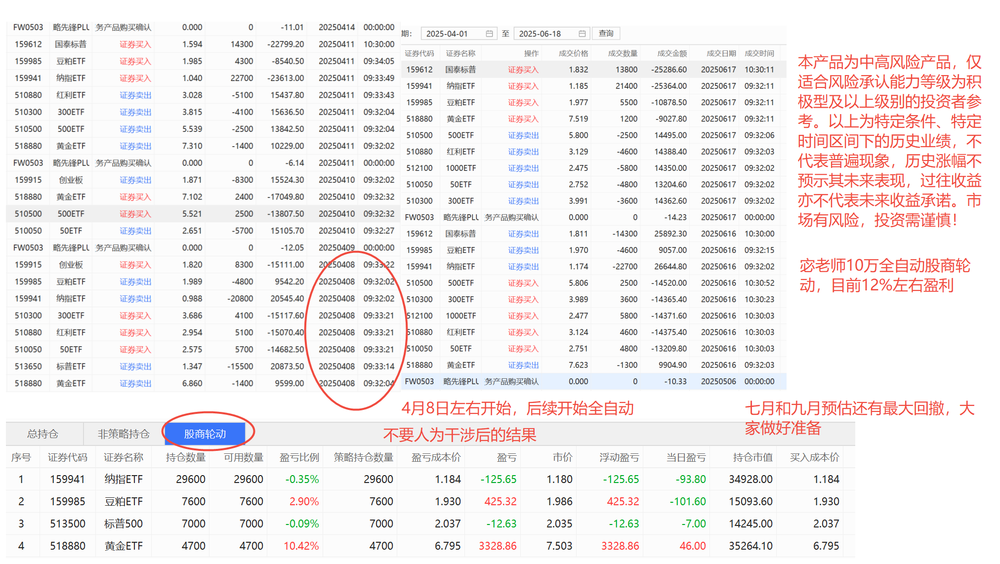 FW0503 略先锋PLU 务产品购买确认 0.000 0 -11.01 20250414 00:00:00
159612 国泰标普 证券买入 1.594 14300 -22799.20 20250411 10:30:00
159985 豆粕ETF 证券买入 1.985 4300 -8540.50 20250411 09:34:05
159941 纳指ETF 证券买入 1.040 22700 -23613.00 20250411 09:33:49
510880 红利ETF 证券卖出 3.028 -5100 15437.80 20250411 09:33:43
510300 300ETF 证券卖出 3.815 -4100 15636.50 20250411 09:32:04
510500 500ETF 证券卖出 5.539 -2500 13842.50 20250411 09:32:04
518880 黄金ETF 证券卖出 7.310 -1400 10229.00 20250411 09:32:02
FW0503 略先锋PLU 务产品购买确认 0.000 0 -6.14 20250411 00:00:00
159915 创业板 证券卖出 1.871 -8300 15524.30 20250410 09:32:02
518880 黄金ETF 证券买入 7.102 2400 -17049.80 20250410 09:32:32
510500 500ETF 证券买入 5.521 2500 -13807.50 20250410 09:32:32
510050 50ETF 证券卖出 2.651 -5700 15105.70 20250410 09:32:27
FW0503 略先锋PLU 务产品购买确认 0.000 0 -12.05 20250409 00:00:00
159915 创业板 证券买入 1.820 8300 -15111.00 20250408 09:33:22
159985 豆粕ETF 证券卖出 1.989 -4800 9542.20 20250408 09:32:02
159941 纳指ETF 证券卖出 0.988 -20800 20545.40 20250408 09:32:02
510300 300ETF 证券买入 3.686 4100 -15117.60 20250408 09:33:21
510880 红利ETF 证券买入 2.954 5100 -15070.40 20250408 09:33:21
510050 50ETF 证券买入 2.575 5700 -14682.50 20250408 09:33:21
513650 标普ETF 证券卖出 1.347 -15500 20873.50 20250408 09:33:14
518880 黄金ETF 证券卖出 6.860 -1400 9599.00 20250408 09:32:04
期： 2025-04-01 至 2025-06-18 查询
证券代码 证券名称 操作 成交价格 成交数量 成交金额 成交日期 成交时间
159612 国泰标普 证券买入 1.832 13800 -25286.60 20250617 10:30:11
159941 纳指ETF 证券买入 1.185 21400 -25364.00 20250617 09:32:11
159985 豆粕ETF 证券买入 1.977 5500 -10878.50 20250617 09:32:11
518880 黄金ETF 证券买入 7.519 1200 -9027.80 20250617 09:32:11
510500 500ETF 证券卖出 5.800 -2500 14495.00 20250617 09:32:06
510880 红利ETF 证券卖出 3.129 -4600 14388.40 20250617 09:32:03
512100 1000ETF 证券卖出 2.475 -5800 14350.00 20250617 09:32:02
510050 50ETF 证券卖出 2.752 -4800 13204.60 20250617 09:32:02
510300 300ETF 证券卖出 3.991 -3600 14362.60 20250617 09:32:02
FW0503 略先锋PLU 务产品购买确认 0.000 0 -14.23 20250617 00:00:00
159612 国泰标普 证券卖出 1.811 -14300 25892.30 20250616 10:30:00
159985 豆粕ETF 证券卖出 1.970 -4600 9057.00 20250616 09:32:15
159941 纳指ETF 证券卖出 1.174 -22700 26644.80 20250616 09:32:02
510500 500ETF 证券买入 5.806 2500 -14520.00 20250616 10:30:52
510300 300ETF 证券买入 3.989 3600 -14365.40 20250616 10:30:23
512100 1000ETF 证券买入 2.477 5800 -14371.60 20250616 10:30:03
510880 红利ETF 证券买入 3.124 4600 -14375.40 20250616 10:30:03
510050 50ETF 证券买入 2.751 4800 -13209.80 20250616 10:30:03
518880 黄金ETF 证券卖出 7.623 -1300 9904.90 20250616 09:32:03
FW0503 略先锋PLU 务产品购买确认 0.000 0 -10.33 20250506 00:00:00
本产品为中高风险产品，仅
适合风险承认能力等级为积
极型及以上级别的投资者参
考。以上为特定条件、特定
时间区间下的历史业绩，不
代表普遍现象，历史涨幅不
预示其未来表现，过往收益
亦不代表未来收益承诺。市
场有风险，投资需谨慎！
宓老师10万全自动股商轮
动，目前12%左右盈利
4月8日左右开始，后续开始全自动
不要人为干涉后的结果
七月和九月预估还有最大回撤，大
家做好准备
总持仓 非策略持仓 股商轮动
序号 证券代码 证券名称 持仓数量 可用数量 盈亏比例 策略持仓数量 盈亏成本价 盈亏 市价 浮动盈亏 当日盈亏 持仓市值 买入成本价
1 159941 纳指ETF 29600 29600 -0.35% 29600 1.184 -125.65 1.180 -125.65 -93.80 34928.00 1.184
2 159985 豆粕ETF 7600 7600 2.90% 7600 1.930 425.32 1.986 425.32 -101.60 15093.60 1.930
3 513500 标普500 7000 7000 -0.09% 7000 2.037 -12.63 2.035 -12.63 -7.00 14245.00 2.037
4 518880 黄金ETF 4700 4700 10.42% 4700 6.795 3328.86 7.503 3328.86 46.00 35264.10 6.795